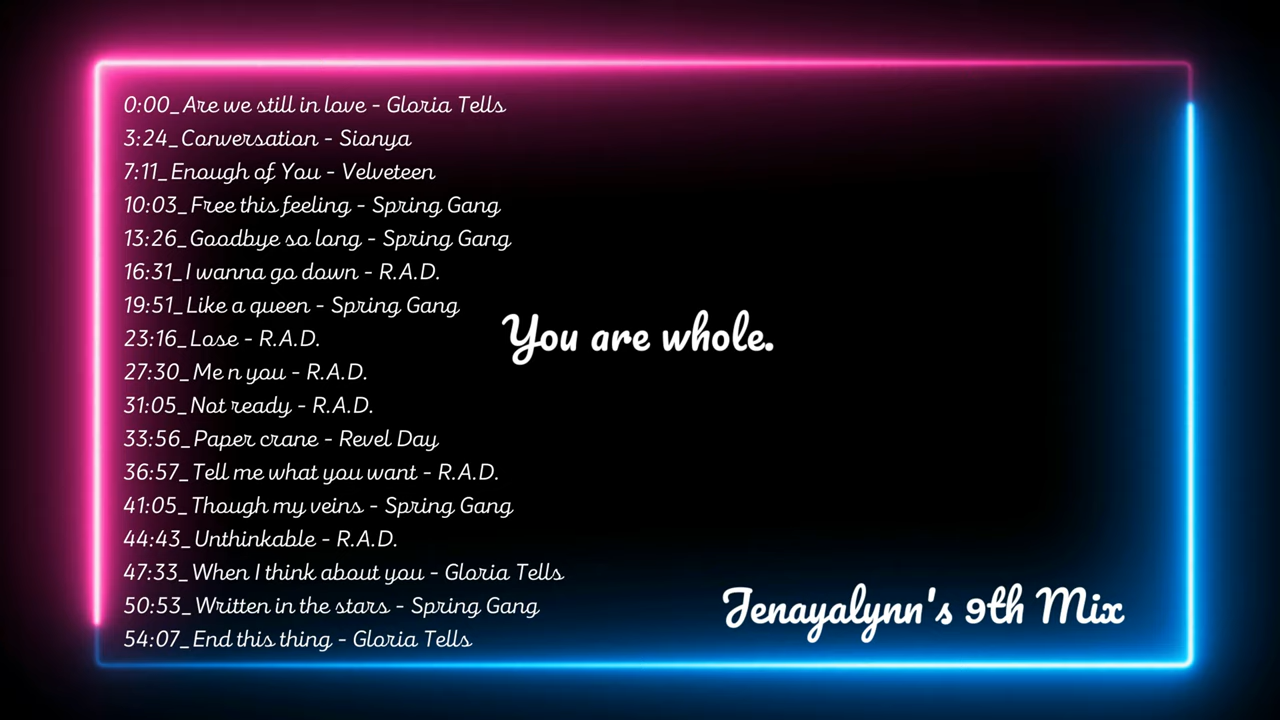 0:00_Are we still in love - Gloria Tells
3:24_Conversation - Sionya
7:11_Enough of You - Velveteen
10:03_Free this feeling - Spring Gang
13:26_Goodbye so long - Spring Gang
16:31_I wanna go down - R.A.D.
19:51_Like a queen - Spring Gang
23:16_Lose - R.A.D.
27:30_Me n you - R.A.D.
31:05_Not ready - R.A.D.
33:56_Paper crane - Revel Day
36:57_Tell me what you want - R.A.D.
41:05_Though my veins - Spring Gang
44:43_Unthinkable - R.A.D.
47:33_When I think about you - Gloria Tells
50:53_Written in the stars - Spring Gang
54:07_End this thing - Gloria Tells
You are whole.
Jenayalynn's 9th Mix